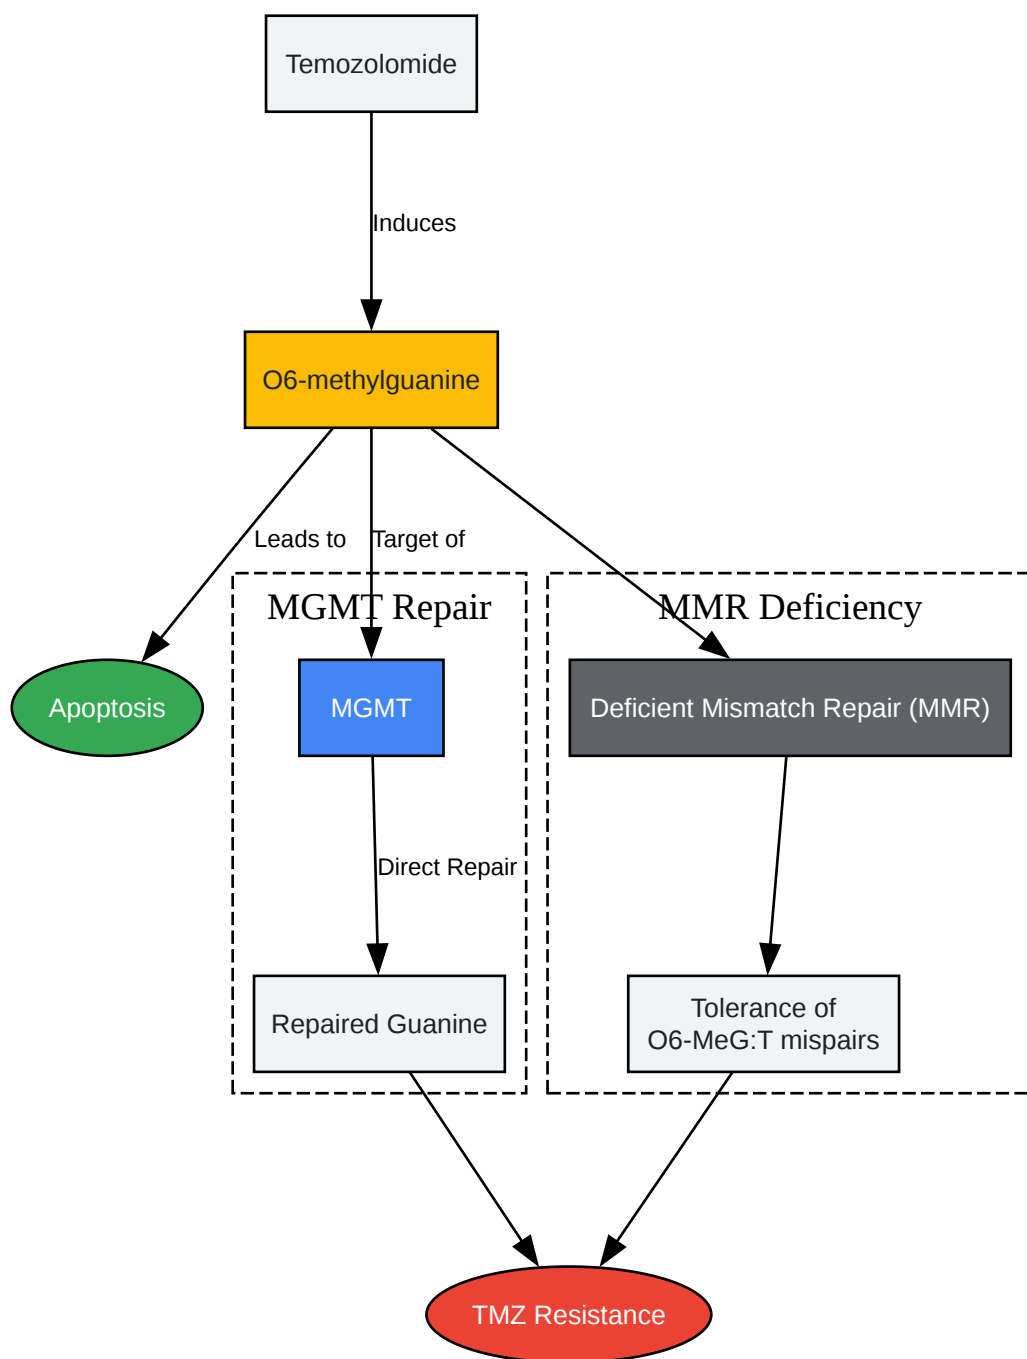 Temozolomide
Induces
O6-methylguanine
Leads to
Target of
MGMT Repair
MMR Deficiency
Apoptosis
MGMT
Deficient Mismatch Repair (MMR)
Direct Repair
Repaired Guanine
Tolerance of
O6-MeG:T mispairs
TMZ Resistance